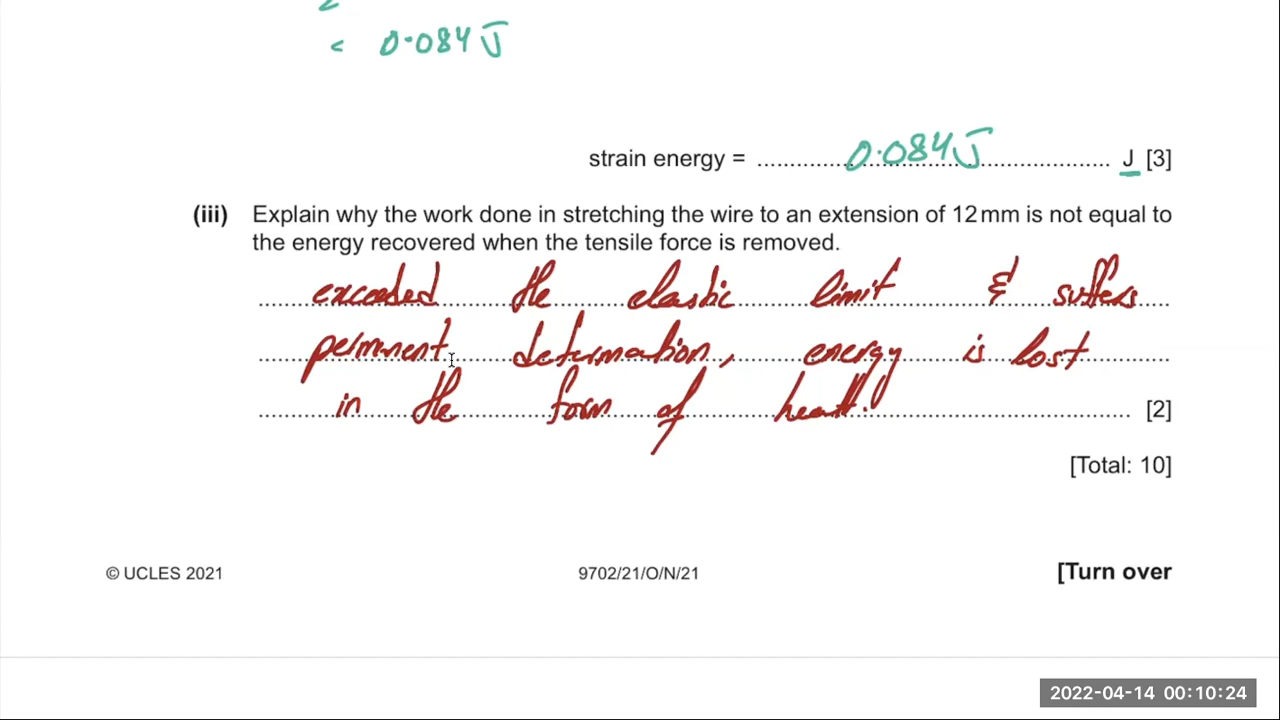 = 0.084 J
strain energy = 0.084 J J [3]
(iii) Explain why the work done in stretching the wire to an extension of 12 mm is not equal to
the energy recovered when the tensile force is removed.
exceeded the elastic limit & suffers
permanent deformation, energy is lost
in the form of heat.
[2]
[Total: 10]
© UCLES 2021 9702/21/O/N/21 [Turn over
2022-04-14 00:10:24